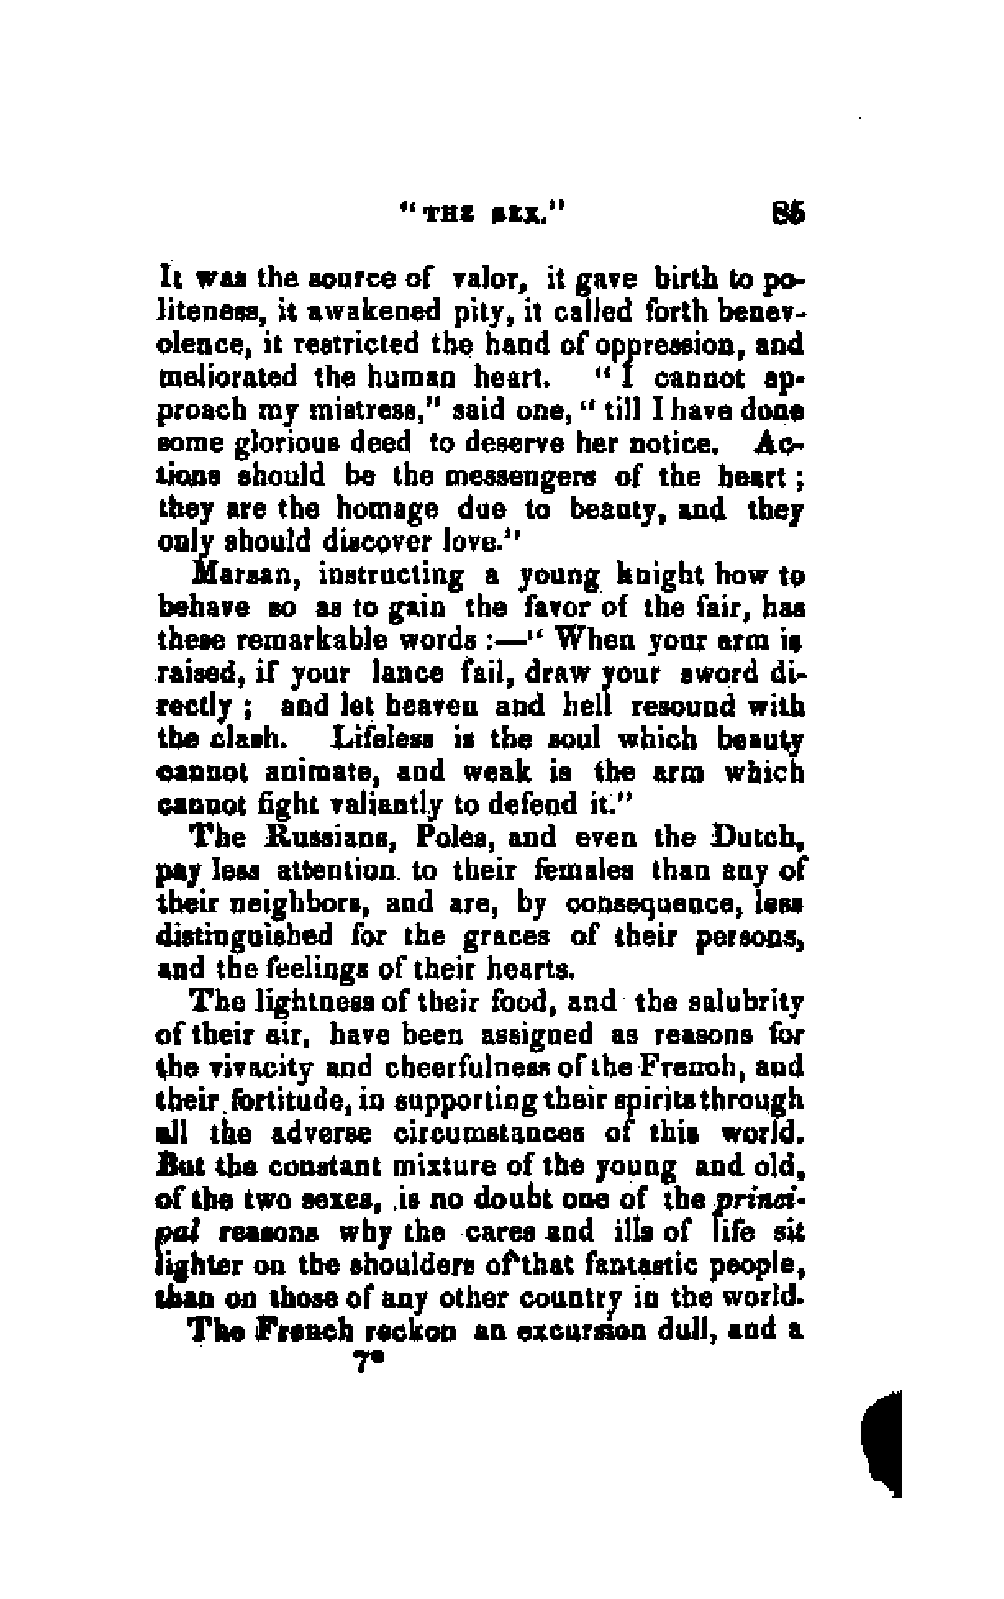 "THE SEX." 85
It was the source of valor, it gave birth to po-
liteness, it awakened pity, it called forth benev-
olence, it restricted the hand of oppression, and
meliorated the human heart. "I cannot ap-
proach my mistress," said one, "till I have done
some glorious deed to deserve her notice. Ac-
tions should be the messengers of the heart;
they are the homage due to beauty, and they
only should discover love."
Marsan, instructing a young knight how to
behave so as to gain the favor of the fair, has
these remarkable words:—"When your arm is
raised, if your lance fail, draw your sword di-
rectly; and let heaven and hell resound with
the clash. Lifeless is the soul which beauty
cannot animate, and weak is the arm which
cannot fight valiantly to defend it."
The Russians, Poles, and even the Dutch,
pay less attention to their females than any of
their neighbors, and are, by consequence, less
distinguished for the graces of their persons,
and the feelings of their hearts.
The lightness of their food, and the salubrity
of their air, have been assigned as reasons for
the vivacity and cheerfulness of the French, and
their fortitude, in supporting their spirits through
all the adverse circumstances of this world.
But the constant mixture of the young and old,
of the two sexes, is no doubt one of the princi-
pal reasons why the cares and ills of life sit
lighter on the shoulders of that fantastic people,
than on those of any other country in the world.
The French reckon an excursion dull, and a
7*